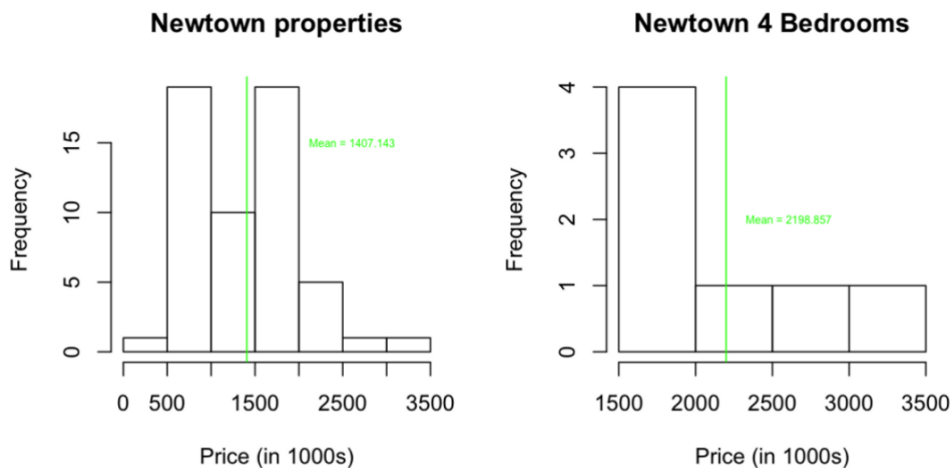 Newtown properties
Frequency
15
10
5
0
Mean = 1407.143
0 500 1500 2500 3500
Price (in 1000s)
Newtown 4 Bedrooms
Frequency
4
3
2
1
0
Mean = 2198.857
1500 2000 2500 3000 3500
Price (in 1000s)